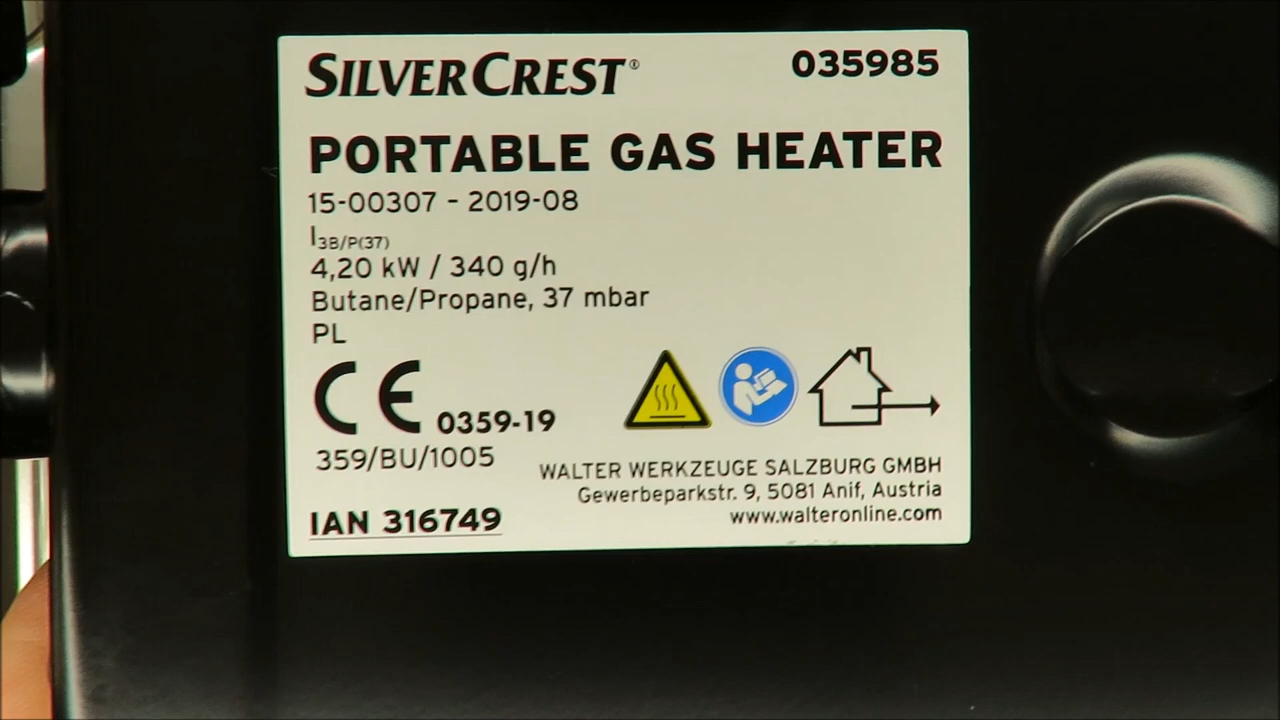 SILVERCREST® 035985
PORTABLE GAS HEATER
15-00307 - 2019-08
I3B/P(37)
4,20 kW / 340 g/h
Butane/Propane, 37 mbar
PL
CE 0359-19
359/BU/1005
WALTER WERKZEUGE SALZBURG GMBH
Gewerbeparkstr. 9, 5081 Anif, Austria
www.walteronline.com
IAN 316749